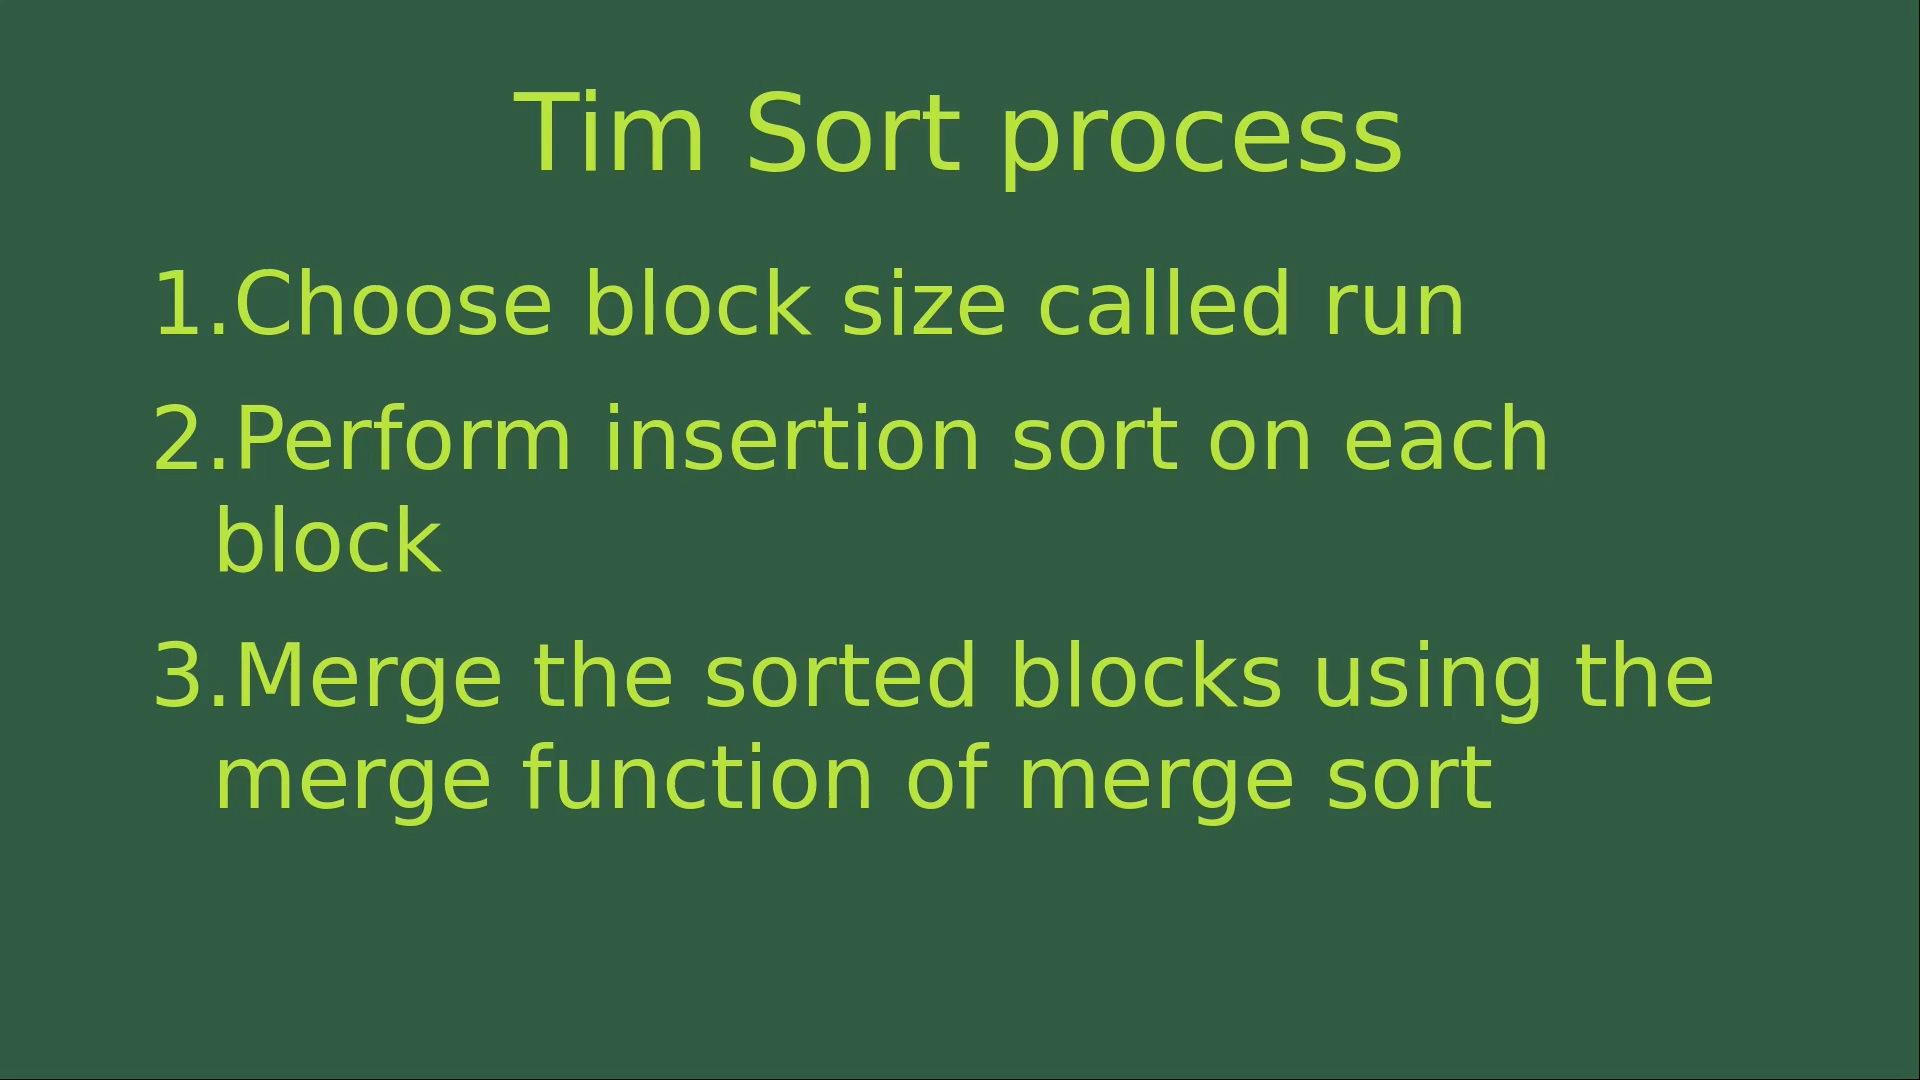 Tim Sort process
1.Choose block size called run
2.Perform insertion sort on each
block
3.Merge the sorted blocks using the
merge function of merge sort